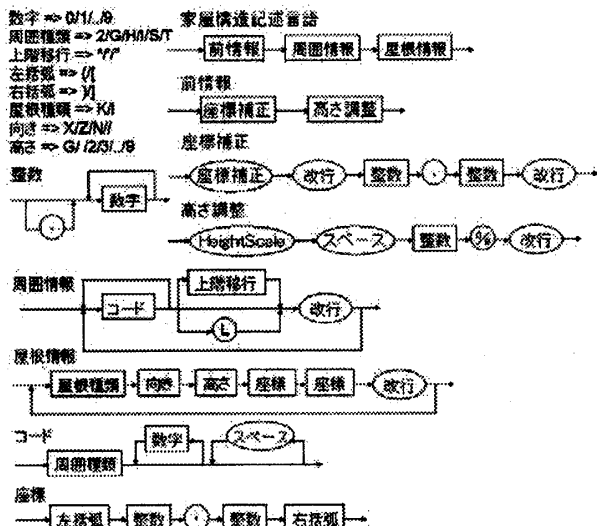 数字 => 0/1/../9
周囲種類 => 2/G/H/I/S/T
上階移行 =>
左括弧 => {/[
右括弧 => }/]
屋根種類 => K/I
向き => X/Z/N/I
高さ => G/ /2/3/../9
家屋構造記述言語
前情報 周囲情報 屋根情報
前情報
座標補正 高さ調整
座標補正
座標補正 改行 整数 整数 改行
整数
数字
高さ調整
HeightScale スペース 整数 % 改行
周囲情報
上階移行
コード
L
改行
屋根情報
屋根種類 向き 高さ 座標 座標 改行
コード
数字 スペース
周囲種類
座標
左括弧 整数 整数 右括弧